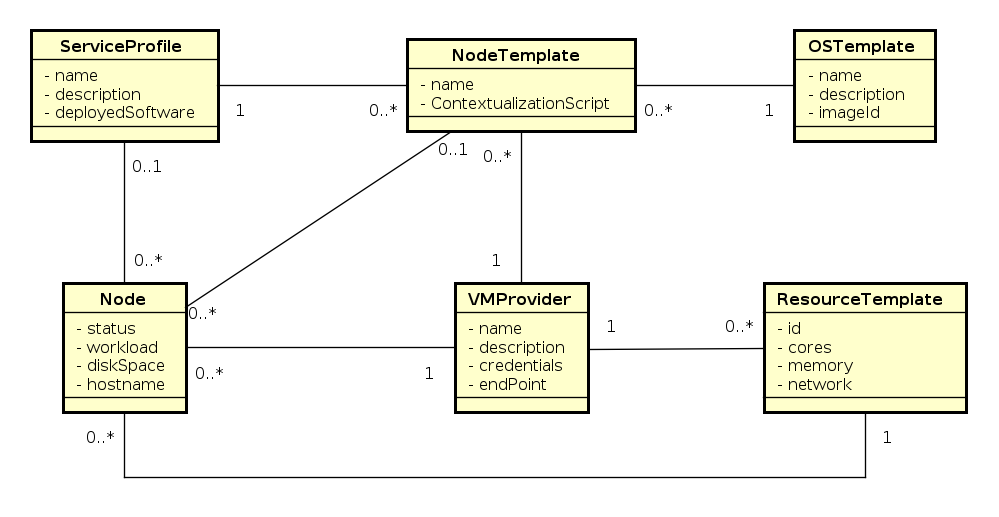 ServiceProfile
- name
- description
- deployedSoftware
NodeTemplate
- name
- ContextualizationScript
OSTemplate
- name
- description
- imageId
1
0..*
0..*
1
0..1
0..1
0..*
0..*
1
Node
- status
- workload
- diskSpace
- hostname
0..*
VMProvider
- name
- description
- credentials
- endPoint
ResourceTemplate
- id
- cores
- memory
- network
1
0..*
0..*
1
0..*
1